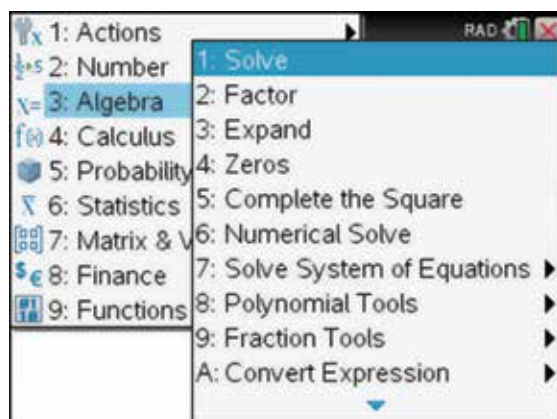 1: Actions
2: Number
3: Algebra
4: Calculus
5: Probability
6: Statistics
7: Matrix & V
8: Finance
9: Functions
RAD
1: Solve
2: Factor
3: Expand
4: Zeros
5: Complete the Square
6: Numerical Solve
7: Solve System of Equations
8: Polynomial Tools
9: Fraction Tools
A: Convert Expression